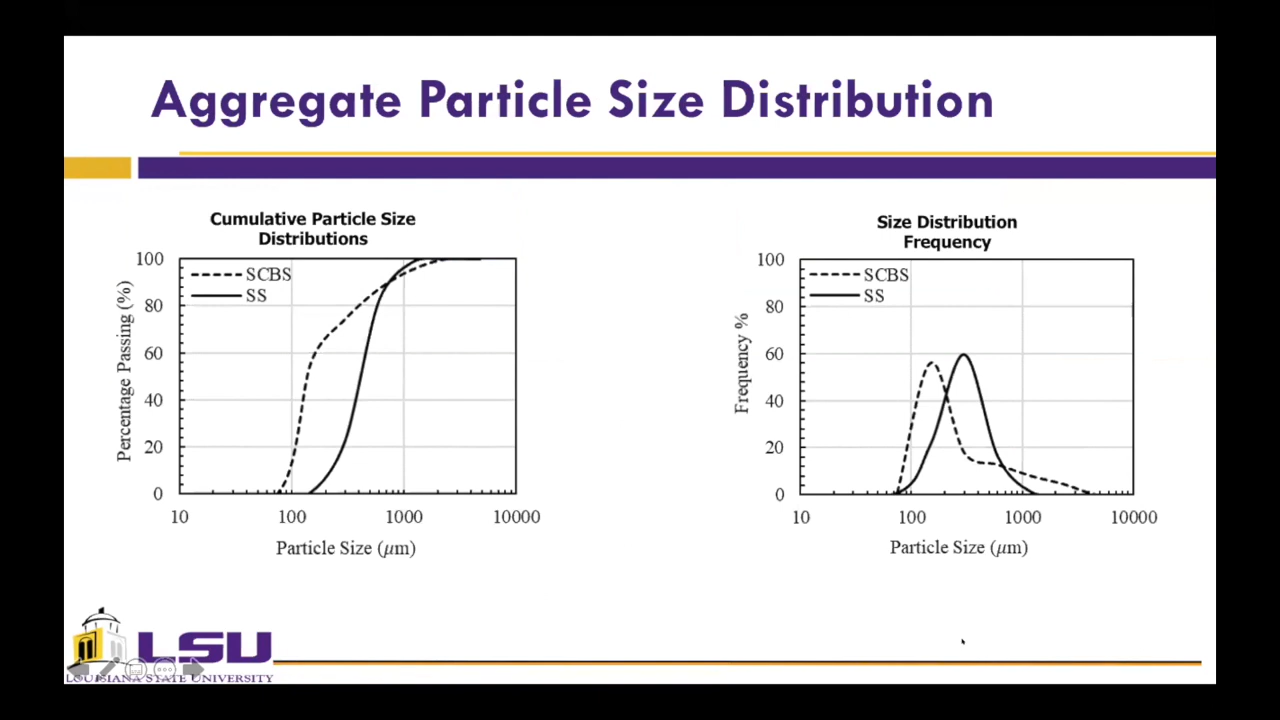 Aggregate Particle Size Distribution
Cumulative Particle Size
Distributions
100
80
60
40
20
0
Percentage Passing (%)
SCBS
SS
10
100
1000
10000
Particle Size (μm)
Size Distribution
Frequency
100
80
60
40
20
0
Frequency %
SCBS
SS
10
100
1000
10000
Particle Size (μm)
LSU
LOUISIANA STATE UNIVERSITY